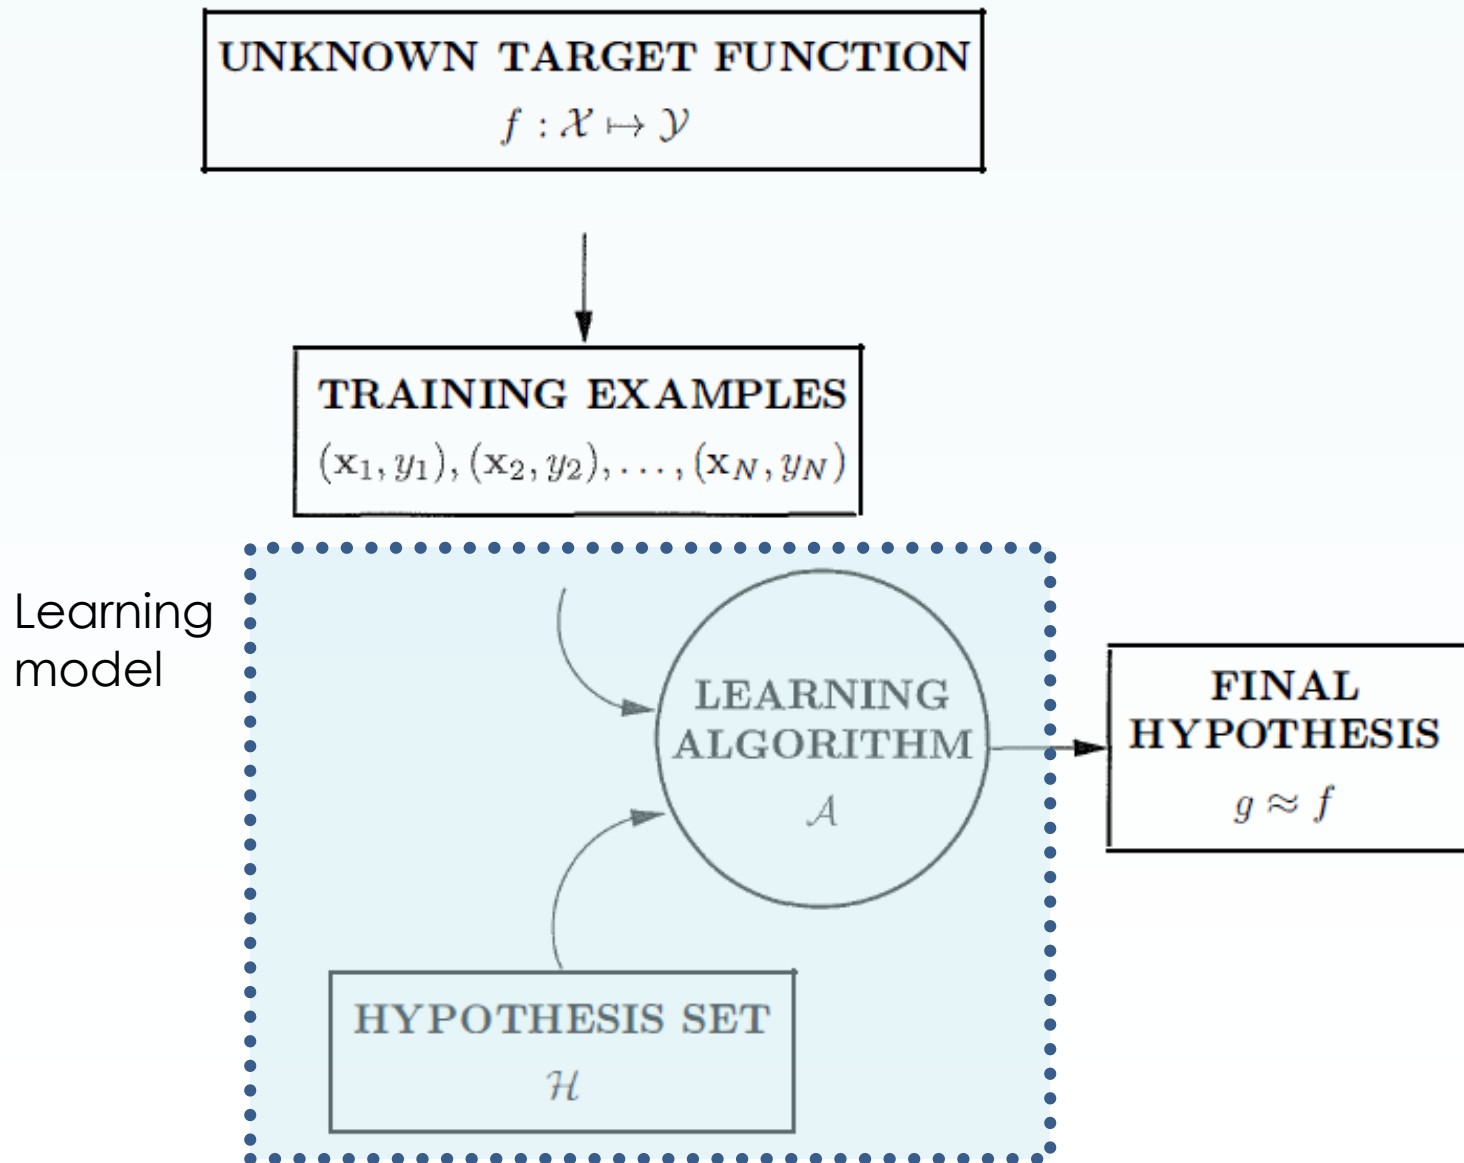 UNKNOWN TARGET FUNCTION
f : 𝒳 ↦ 𝒴
TRAINING EXAMPLES
(x₁, y₁), (x₂, y₂), . . . , (x_N, y_N)
Learning
model
LEARNING
ALGORITHM
𝒜
FINAL
HYPOTHESIS
g ≈ f
HYPOTHESIS SET
ℋ